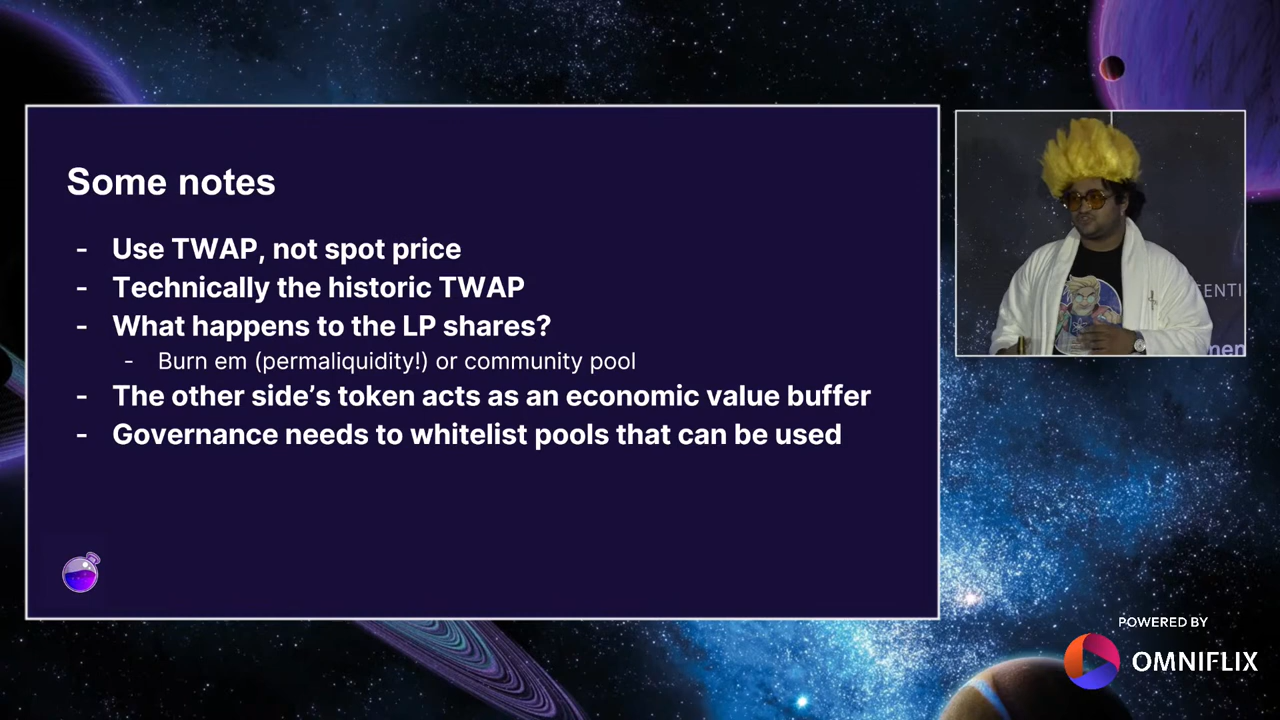 Some notes
- Use TWAP, not spot price
- Technically the historic TWAP
- What happens to the LP shares?
- Burn em (permaliquidity!) or community pool
- The other side’s token acts as an economic value buffer
- Governance needs to whitelist pools that can be used
SENTI
men
POWERED BY
OMNIFLIX